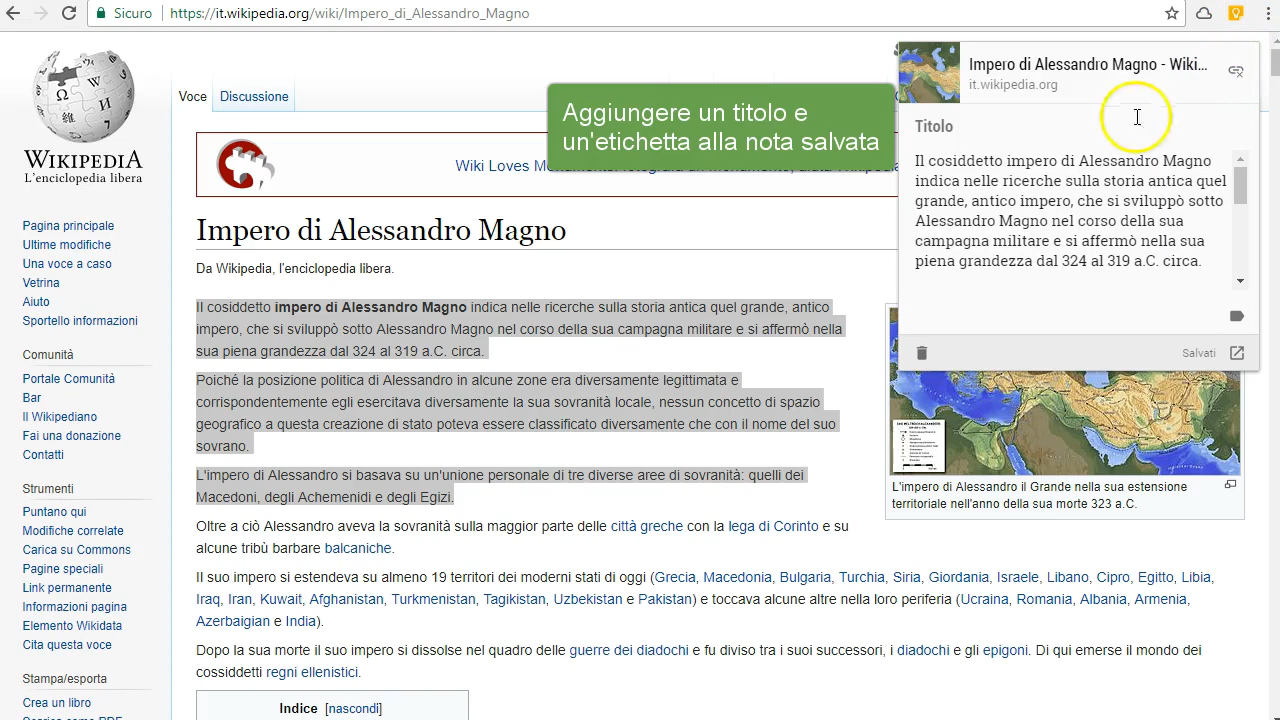 Sicuro https://it.wikipedia.org/wiki/Impero_di_Alessandro_Magno
WIKIPEDIA
L'enciclopedia libera
Pagina principale
Ultime modifiche
Una voce a caso
Vetrina
Aiuto
Sportello informazioni
Comunità
Portale Comunità
Bar
Il Wikipediano
Fai una donazione
Contatti
Strumenti
Puntano qui
Modifiche correlate
Carica su Commons
Pagine speciali
Link permanente
Informazioni pagina
Elemento Wikidata
Cita questa voce
Stampa/esporta
Crea un libro
Voce Discussione
Aggiungere un titolo e
un'etichetta alla nota salvata
Wiki Loves
Impero di Alessandro Magno
Da Wikipedia, l'enciclopedia libera.
Il cosiddetto impero di Alessandro Magno indica nelle ricerche sulla storia antica quel grande, antico
impero, che si sviluppò sotto Alessandro Magno nel corso della sua campagna militare e si affermò nella
sua piena grandezza dal 324 al 319 a.C. circa.
Poiché la posizione politica di Alessandro in alcune zone era diversamente legittimata e
corrispondentemente egli esercitava diversamente la sua sovranità locale, nessun concetto di spazio
geografico a questa creazione di stato poteva essere classificato diversamente che con il nome del suo
sovrano.
L'impero di Alessandro si basava su un'unione personale di tre diverse aree di sovranità: quelli dei
Macedoni, degli Achemenidi e degli Egizi.
Oltre a ciò Alessandro aveva la sovranità sulla maggior parte delle città greche con la lega di Corinto e su
alcune tribù barbare balcaniche.
Il suo impero si estendeva su almeno 19 territori dei moderni stati di oggi (Grecia, Macedonia, Bulgaria, Turchia, Siria, Giordania, Israele, Libano, Cipro, Egitto, Libia,
Iraq, Iran, Kuwait, Afghanistan, Turkmenistan, Tagikistan, Uzbekistan e Pakistan) e toccava alcune altre nella loro periferia (Ucraina, Romania, Albania, Armenia,
Azerbaigian e India).
Dopo la sua morte il suo impero si dissolse nel quadro delle guerre dei diadochi e fu diviso tra i suoi successori, i diadochi e gli epigoni. Di qui emerse il mondo dei
cosiddetti regni ellenistici.
Indice [nascondi]
Impero di Alessandro Magno - Wiki...
it.wikipedia.org
Titolo
Il cosiddetto impero di Alessandro Magno
indica nelle ricerche sulla storia antica quel
grande, antico impero, che si sviluppò sotto
Alessandro Magno nel corso della sua
campagna militare e si affermò nella sua
piena grandezza dal 324 al 319 a.C. circa.
Salvati
L'impero di Alessandro il Grande nella sua estensione
territoriale nell'anno della sua morte 323 a.C.